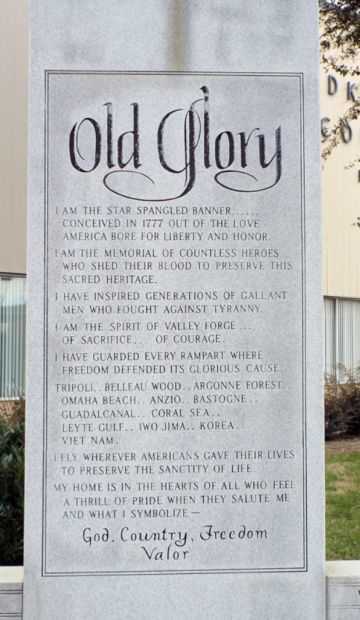 Old Glory
I AM THE STAR SPANGLED BANNER.....
CONCEIVED IN 1777 OUT OF THE LOVE
AMERICA BORE FOR LIBERTY AND HONOR.
I AM THE MEMORIAL OF COUNTLESS HEROES
WHO SHED THEIR BLOOD TO PRESERVE THIS
SACRED HERITAGE.
I HAVE INSPIRED GENERATIONS OF GALLANT
MEN WHO FOUGHT AGAINST TYRANNY.
I AM THE SPIRIT OF VALLEY FORGE ...
OF SACRIFICE.. OF COURAGE.
I HAVE GUARDED EVERY RAMPART WHERE
FREEDOM DEFENDED ITS GLORIOUS CAUSE.
TRIPOLI.. BELLEAU WOOD.. ARGONNE FOREST..
OMAHA BEACH.. ANZIO.. BASTOGNE..
GUADALCANAL.. CORAL SEA..
LEYTE GULF.. IWO JIMA.. KOREA..
VIET NAM.
I FLY WHEREVER AMERICANS GAVE THEIR LIVES
TO PRESERVE THE SANCTITY OF LIFE.
MY HOME IS IN THE HEARTS OF ALL WHO FEEL
A THRILL OF PRIDE WHEN THEY SALUTE ME
AND WHAT I SYMBOLIZE —
God, Country, Freedom
Valor
DK
CO